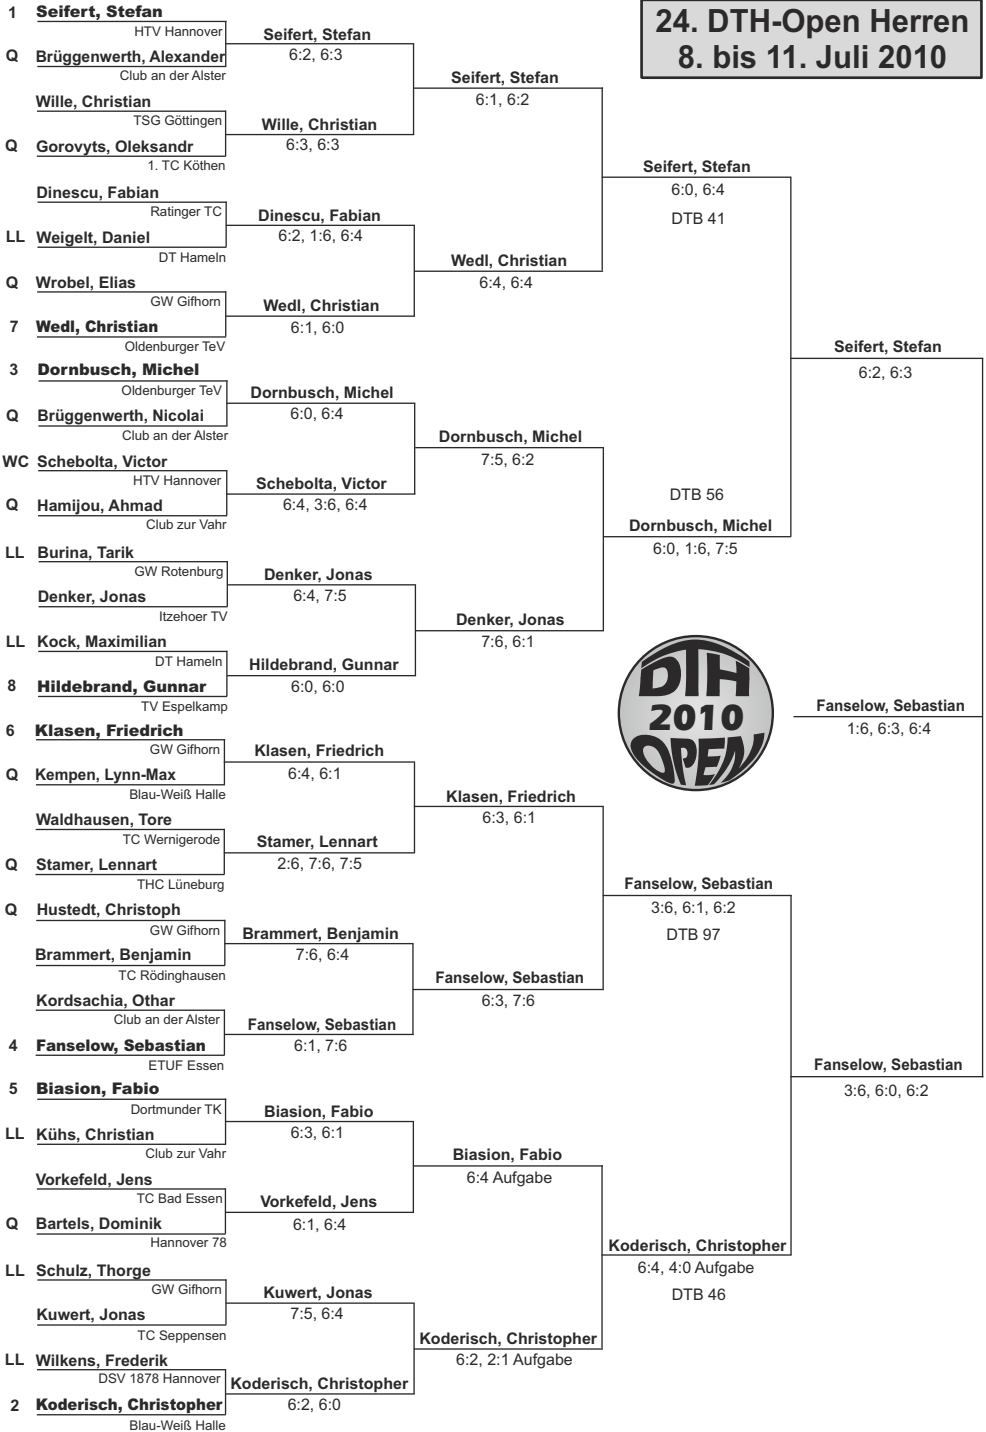 24. DTH-Open Herren
8. bis 11. Juli 2010
1 Seifert, Stefan
HTV Hannover
Q Brüggenwerth, Alexander
Club an der Alster
Wille, Christian
TSG Göttingen
Q Gorovyts, Oleksandr
1. TC Köthen
Dinescu, Fabian
Ratinger TC
LL Weigelt, Daniel
DT Hameln
Q Wrobel, Elias
GW Gifhorn
7 Wedl, Christian
Oldenburger TeV
3 Dornbusch, Michel
Oldenburger TeV
Q Brüggenwerth, Nicolai
Club an der Alster
WC Schebolta, Victor
HTV Hannover
Q Hamijou, Ahmad
Club zur Vahr
LL Burina, Tarik
GW Rotenburg
Denker, Jonas
Itzehoer TV
LL Kock, Maximilian
DT Hameln
8 Hildebrand, Gunnar
TV Espelkamp
6 Klasen, Friedrich
GW Gifhorn
Q Kempen, Lynn-Max
Blau-Weiß Halle
Waldhausen, Tore
TC Wernigerode
Q Stamer, Lennart
THC Lüneburg
Q Hustedt, Christoph
GW Gifhorn
Brammert, Benjamin
TC Rödinghausen
Kordsachia, Othar
Club an der Alster
4 Fanselow, Sebastian
ETUF Essen
5 Biasion, Fabio
Dortmunder TK
LL Kühs, Christian
Club zur Vahr
Vorkefeld, Jens
TC Bad Essen
Q Bartels, Dominik
Hannover 78
LL Schulz, Thorge
GW Gifhorn
Kuwert, Jonas
TC Seppensen
LL Wilkens, Frederik
DSV 1878 Hannover
2 Koderisch, Christopher
Blau-Weiß Halle
Seifert, Stefan
6:2, 6:3
Wille, Christian
6:3, 6:3
Dinescu, Fabian
6:2, 1:6, 6:4
Wedl, Christian
6:1, 6:0
Dornbusch, Michel
6:0, 6:4
Schebolta, Victor
6:4, 3:6, 6:4
Denker, Jonas
6:4, 7:5
Hildebrand, Gunnar
6:0, 6:0
Klasen, Friedrich
6:4, 6:1
Stamer, Lennart
2:6, 7:6, 7:5
Brammert, Benjamin
7:6, 6:4
Fanselow, Sebastian
6:1, 7:6
Biasion, Fabio
6:3, 6:1
Vorkefeld, Jens
6:1, 6:4
Kuwert, Jonas
7:5, 6:4
Koderisch, Christopher
6:2, 6:0
Seifert, Stefan
6:1, 6:2
Wedl, Christian
6:4, 6:4
Dornbusch, Michel
7:5, 6:2
Denker, Jonas
7:6, 6:1
Klasen, Friedrich
6:3, 6:1
Fanselow, Sebastian
6:3, 7:6
Biasion, Fabio
6:4 Aufgabe
Koderisch, Christopher
6:2, 2:1 Aufgabe
Seifert, Stefan
6:0, 6:4
DTB 41
DTB 56
Dornbusch, Michel
6:0, 1:6, 7:5
DTH
2010
OPEN
Fanselow, Sebastian
3:6, 6:1, 6:2
DTB 97
Koderisch, Christopher
6:4, 4:0 Aufgabe
DTB 46
Seifert, Stefan
6:2, 6:3
Fanselow, Sebastian
1:6, 6:3, 6:4
Fanselow, Sebastian
3:6, 6:0, 6:2